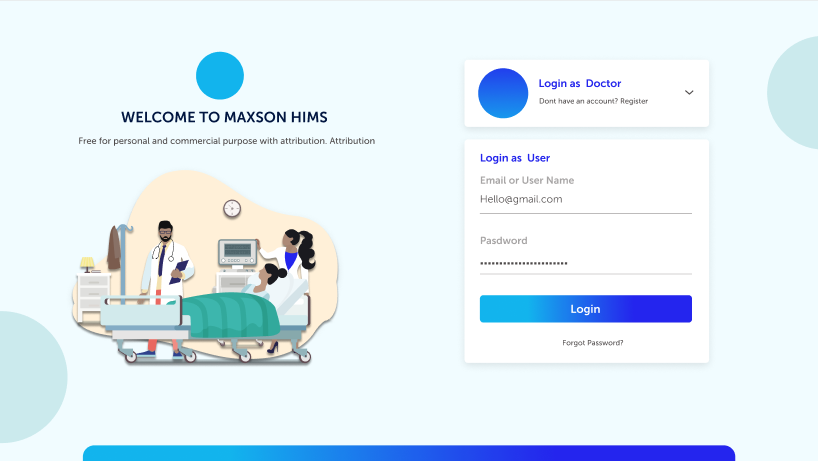 WELCOME TO MAXSON HIMS
Free for personal and commercial purpose with attribution. Attribution
Login as Doctor
Dont have an account? Register
Login as User
Email or User Name
Hello@gmail.com
Pasdword
Login
Forgot Password?